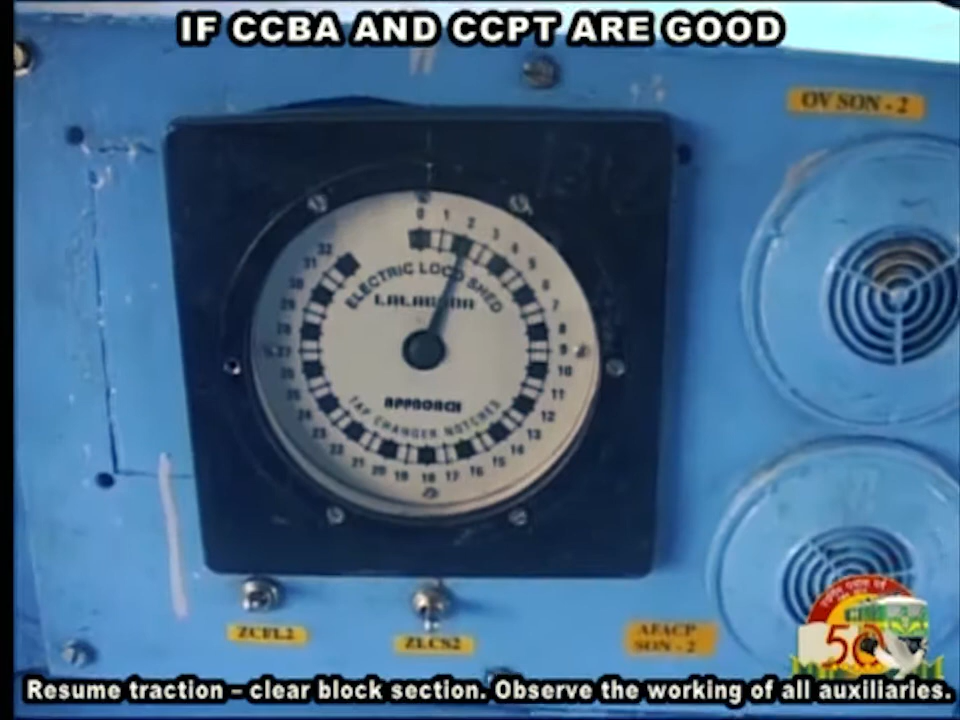 IF CCBA AND CCPT ARE GOOD
OV SON - 2
0 1 2 3 4 5 6 7 8 9 10 11 12 13 14 15 16 17 18 19 20 21 22 23 24 25 26 27 28 29 30 31 32
ELECTRIC LOCO SHED
LALAGUDA
APPROACH
TAP CHANGER NOTCHES
ZCFL2
ZLCS2
AFACP
SON - 2
50
Resume traction – clear block section. Observe the working of all auxiliaries.